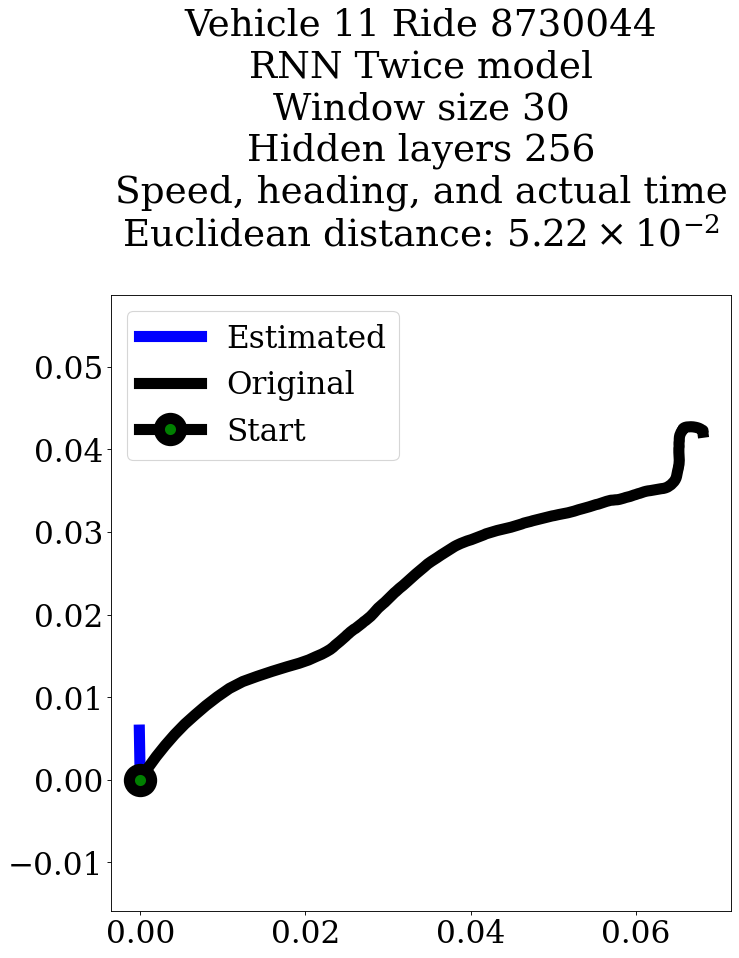 Vehicle 11 Ride 8730044
RNN Twice model
Window size 30
Hidden layers 256
Speed, heading, and actual time
Euclidean distance: 5.22 × 10⁻²
Estimated
Original
Start
0.05
0.04
0.03
0.02
0.01
0.00
−0.01
0.00 0.02 0.04 0.06